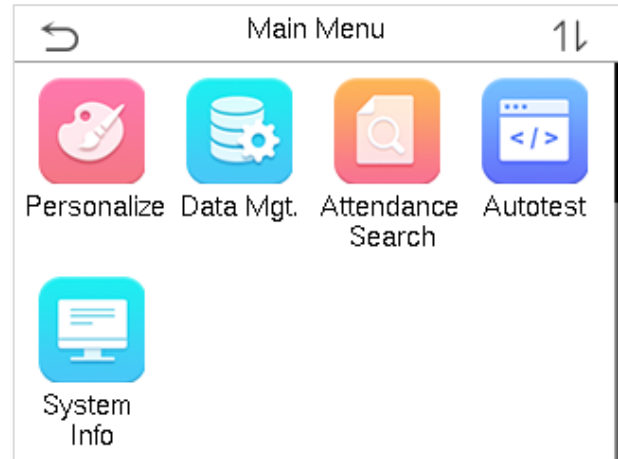 Main Menu
Personalize Data Mgt. Attendance Search Autotest
</>
System Info